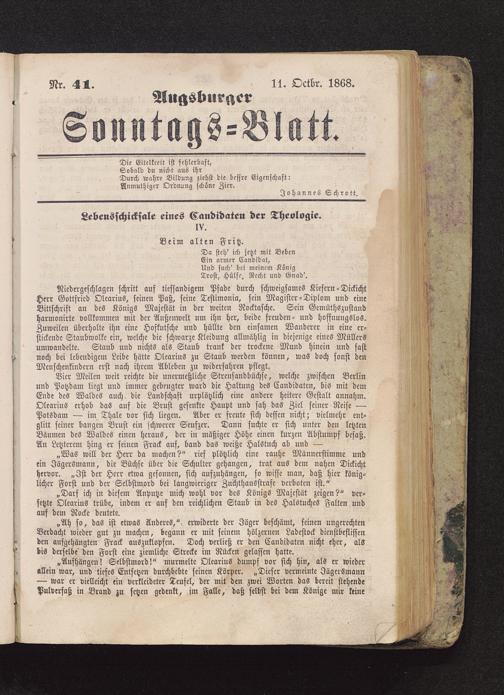 Nr. 41.
11. Octbr. 1868.
Augsburger
Sonntags=Blatt.
Die Eitelkeit ist fehlerhaft,
Sobald du nicht aus ihr
Durch wahre Bildung ziehst die bessre Eigenschaft:
Anmuthiger Ordnung schöne Zier.
Johannes Schrott.
Lebensschicksale eines Candidaten der Theologie.
IV.
Beim alten Fritz.
Da steh' ich jetzt mit Beben
Ein armer Candidat,
Und such' bei meinem König
Trost, Hülfe, Recht und Gnad'.
Niedergeschlagen schritt auf tiefsandigem Pfade durch schweigsames Kiefern=Dickicht
Herr Gottfried Olearius, seinen Paß, seine Testimonia, sein Magister=Diplom und eine
Bittschrift an des Königs Majestät in der weiten Rocktasche. Sein Gemüthszustand
harmonirte vollkommen mit der Außenwelt um ihn her, beide freuden= und hoffnungslos.
Zuweilen überholte ihn eine Hofkutsche und hüllte den einsamen Wanderer in eine er=
stickende Staubwolke ein, welche die schwarze Kleidung allmählig in diejenige eines Müllers
umwandelte. Staub und nichts als Staub trank der trockene Mund hinein und fast
noch bei lebendigem Leibe hätte Olearius zu Staub werden können, was doch sonst den
Menschenkindern erst nach ihrem Ableben zu widerfahren pflegt.
Vier Meilen weit reichte die unermeßliche Streusandbüchse, welche zwischen Berlin
und Potsdam liegt und immer gebeugter ward die Haltung des Candidaten, bis mit dem
Ende des Waldes auch die Landschaft urplötzlich eine andere heitere Gestalt annahm.
Olearius erhob das auf die Brust gesenkte Haupt und sah das Ziel seiner Reise —
Potsdam — im Thale vor sich liegen. Aber er freute sich dessen nicht; vielmehr ent=
glitt seiner bangen Brust ein schwerer Seufzer. Dann suchte er sich unter den letzten
Bäumen des Waldes einen heraus, der in mäßiger Höhe einen kurzen Astumpf besaß.
An Letzterem hing er seinen Frack auf, band das weiße Halstuch ab und —
„Was will der Herr da machen?“ rief plötzlich eine rauhe Männerstimme und
ein Jägersmann, die Büchse über die Schulter gehangen, trat aus dem nahen Dickicht
hervor. „Ist der Herr etwa gesonnen, sich aufzuhängen, so wisse man, daß hier könig=
licher Forst und der Selbstmord bei langwieriger Zuchthausstrafe verboten ist.“
„Darf ich in diesem Anputze mich wohl vor des Königs Majestät zeigen?“ ver=
setzte Olearius trübe, indem er auf den reichlichen Staub in des Halstuches Falten und
auf dem Rocke deutete.
„Ah so, das ist etwas Anderes,“ erwiderte der Jäger beschämt, seinen ungerechten
Verdacht wieder gut zu machen, begann er mit seinem hölzernen Ladestock dienstbeflissen
den aufgehängten Frack auszuklopfen. Doch verließ er den Candidaten nicht eher, als
bis derselbe den Forst eine ziemliche Strecke im Rücken gelassen hatte.
„Aufhängen! Selbstmord!“ murmelte Olearius dumpf vor sich hin, als er wieder
allein war, und tiefes Entsetzen durchbebte seinen Körper. „Dieser vermeinte Jägersmann
— war er vielleicht ein verkleideter Teufel, der mit den zwei Worten das bereit stehende
Pulverfaß in Brand zu setzen gedenkt, im Falle, daß selbst bei dem Könige mir keine